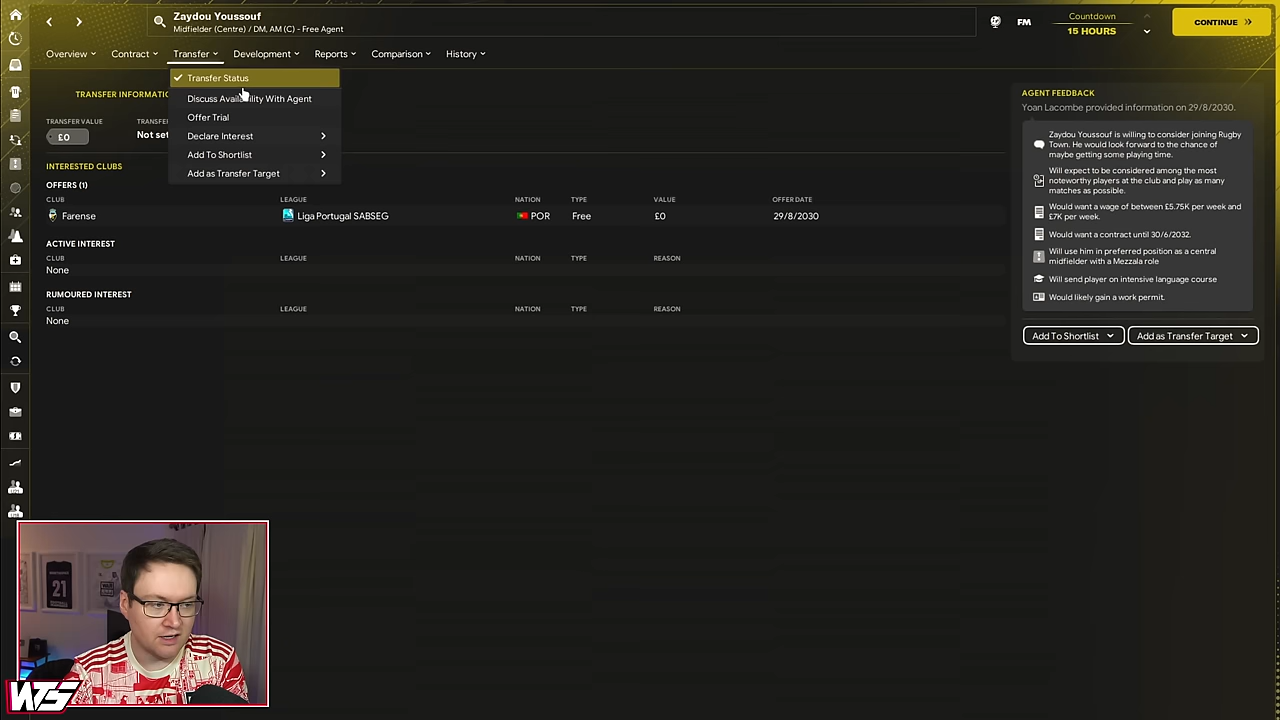 Zaydou Youssouf
Midfielder (Centre) / DM, AM (C) - Free Agent
FM
Countdown
15 HOURS
CONTINUE
Overview
Contract
Transfer
Development
Reports
Comparison
History
Transfer Status
Discuss Availability With Agent
Offer Trial
Declare Interest
Add To Shortlist
Add as Transfer Target
TRANSFER INFORMATIO
TRANSFER VALUE
TRANSFE
£0
Not set
INTERESTED CLUBS
OFFERS (1)
CLUB LEAGUE NATION TYPE VALUE OFFER DATE
Farense Liga Portugal SABSEG POR Free £0 29/8/2030
ACTIVE INTEREST
CLUB LEAGUE NATION TYPE REASON
None
RUMOURED INTEREST
CLUB LEAGUE NATION TYPE REASON
None
AGENT FEEDBACK
Yoan Lacombe provided information on 29/8/2030.
Zaydou Youssouf is willing to consider joining Rugby
Town. He would look forward to the chance of
maybe getting some playing time.
Will expect to be considered among the most
noteworthy players at the club and play as many
matches as possible.
Would want a wage of between £5.75K per week and
£7K per week.
Would want a contract until 30/6/2032.
Will use him in preferred position as a central
midfielder with a Mezzala role
Will send player on intensive language course
Would likely gain a work permit.
Add To Shortlist
Add as Transfer Target
21
WTS